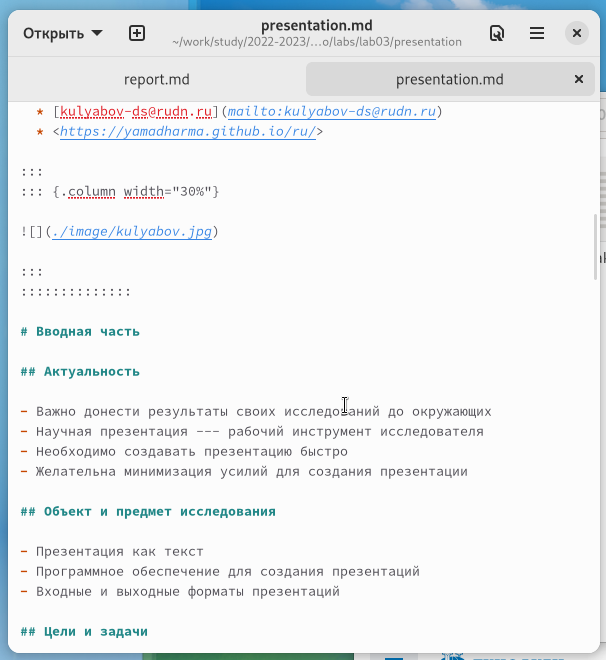 Открыть
presentation.md
~/work/study/2022-2023/…o/labs/lab03/presentation
report.md
presentation.md
* [kulyabov-ds@rudn.ru](mailto:kulyabov-ds@rudn.ru)
* <https://yamadharma.github.io/ru/>
:::
::: {.column width="30%"}
![](./image/kulyabov.jpg)
:::
::::::::::::::
# Вводная часть
## Актуальность
- Важно донести результаты своих исследований до окружающих
- Научная презентация --- рабочий инструмент исследователя
- Необходимо создавать презентацию быстро
- Желательна минимизация усилий для создания презентации
## Объект и предмет исследования
- Презентация как текст
- Программное обеспечение для создания презентаций
- Входные и выходные форматы презентаций
## Цели и задачи